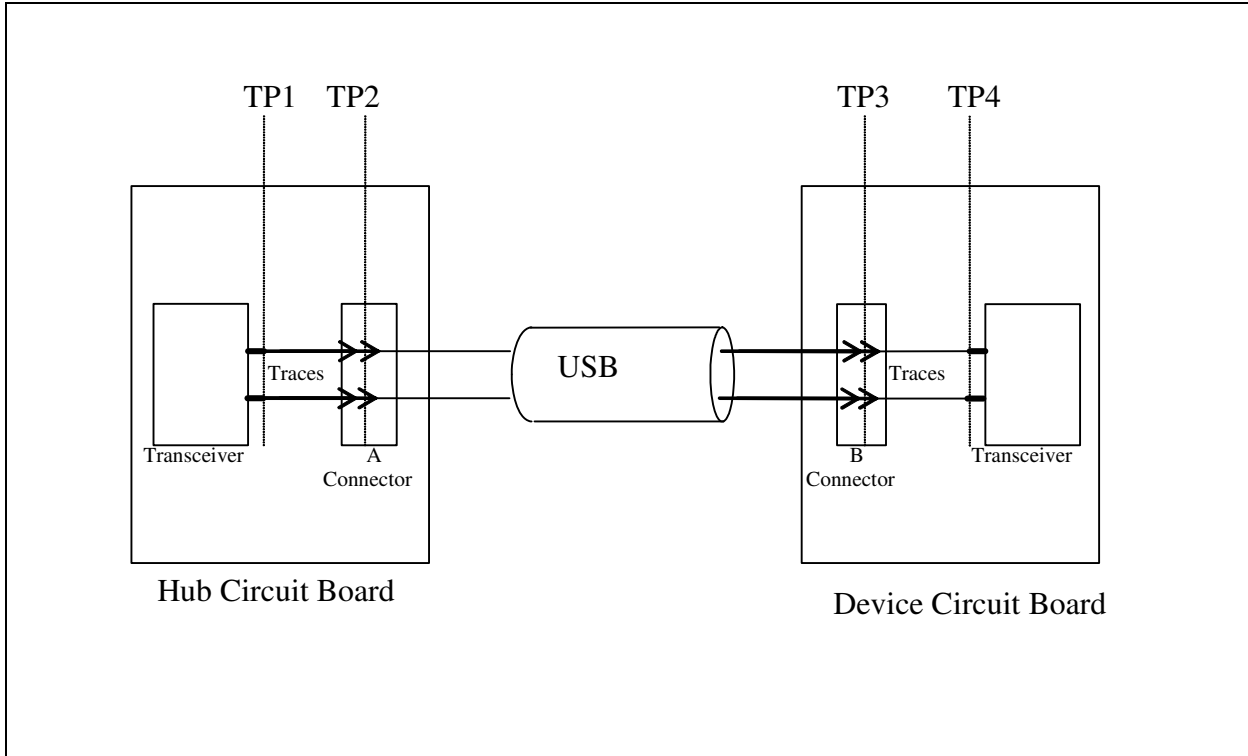 TP1 TP2 TP3 TP4
USB
Traces Traces
Transceiver A Connector B Connector Transceiver
Hub Circuit Board
Device Circuit Board